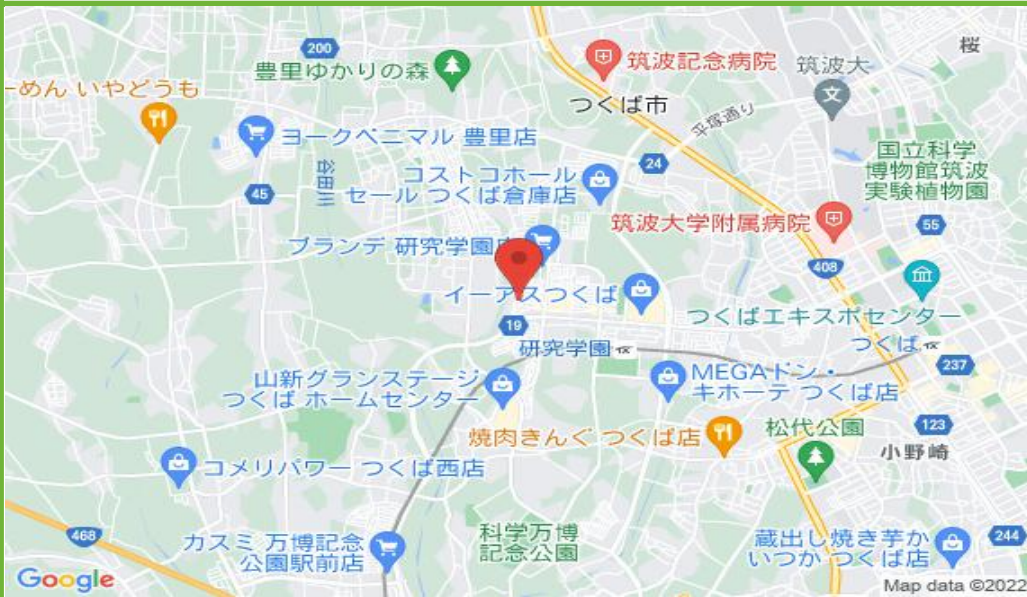 200
豊里ゆかりの森
ーめん いやどうも
ヨークベニマル 豊里店
谷田川
45
筑波記念病院
つくば市
筑波大
桜
平塚通り
24
国立科学
博物館筑波
実験植物園
コストコホール
セール つくば倉庫店
筑波大学附属病院
55
ブランデ 研究学園
408
イーアスつくば
つくばエキスポセンター
19
研究学園
つくば
237
山新グランステージ
つくば ホームセンター
MEGAドン・
キホーテ つくば店
123
焼肉きんぐ つくば店
松代公園
小野崎
コメリパワー つくば西店
468
カスミ 万博記念
公園駅前店
科学万博
記念公園
蔵出し焼き芋か
いつか つくば店
244
Google
Map data ©2022